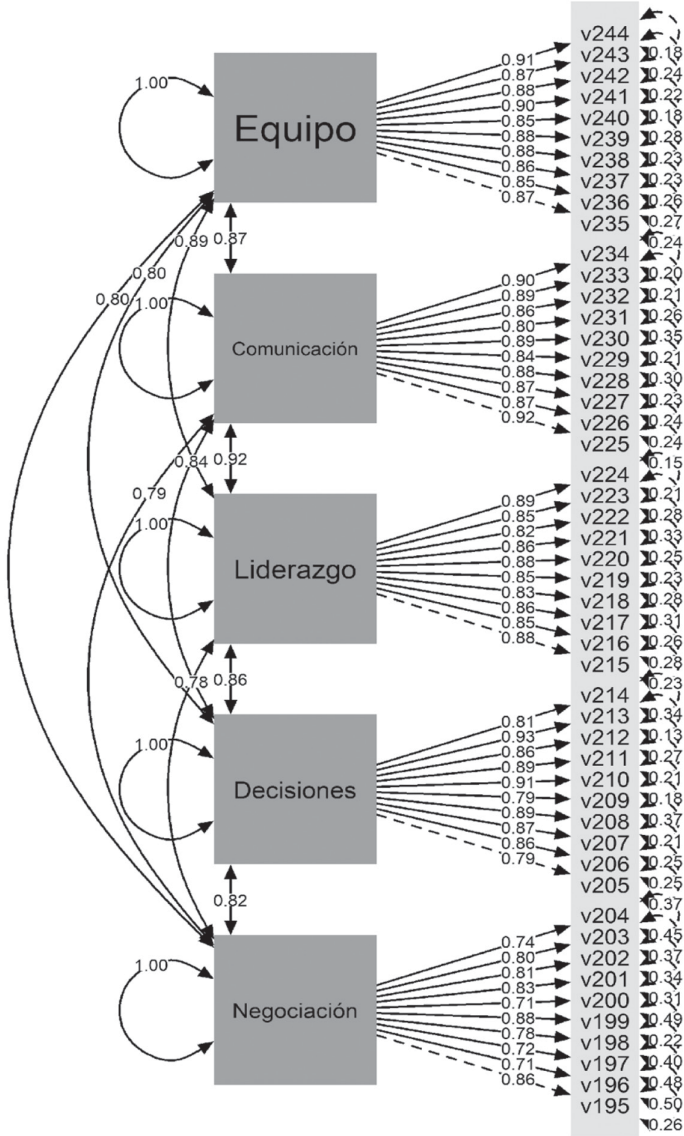 v244
0.91
0.18
v243
1.00
0.87
0.24
v242
0.88
0.22
v241
0.90
0.18
v240
Equipo
0.85
0.28
v239
0.88
0.23
v238
0.88
0.23
v237
0.86
0.26
v236
0.85
0.27
v235
0.87
0.24
0.89
0.87
0.80
0.80
v234
0.90
0.20
v233
1.00
0.89
0.21
v232
0.86
0.26
v231
0.80
0.35
v230
Comunicación
0.89
0.21
v229
0.84
0.30
v228
0.88
0.23
v227
0.87
0.24
v226
0.87
0.24
v225
0.92
0.15
0.84
0.92
0.79
v224
0.89
0.21
v223
1.00
0.85
0.28
v222
0.82
0.33
v221
0.86
0.25
v220
Liderazgo
0.88
0.23
v219
0.85
0.28
v218
0.83
0.31
v217
0.86
0.26
v216
0.85
0.28
v215
0.88
0.23
0.78
0.86
v214
0.81
0.34
v213
1.00
0.93
0.13
v212
0.86
0.27
v211
0.89
0.21
v210
Decisiones
0.91
0.18
v209
0.79
0.37
v208
0.89
0.21
v207
0.87
0.25
v206
0.86
0.25
v205
0.79
0.37
0.82
v204
0.74
0.45
v203
1.00
0.80
0.37
v202
0.81
0.34
v201
0.83
0.31
v200
Negociación
0.71
0.49
v199
0.88
0.22
v198
0.78
0.40
v197
0.72
0.48
v196
0.71
0.50
v195
0.86
0.26